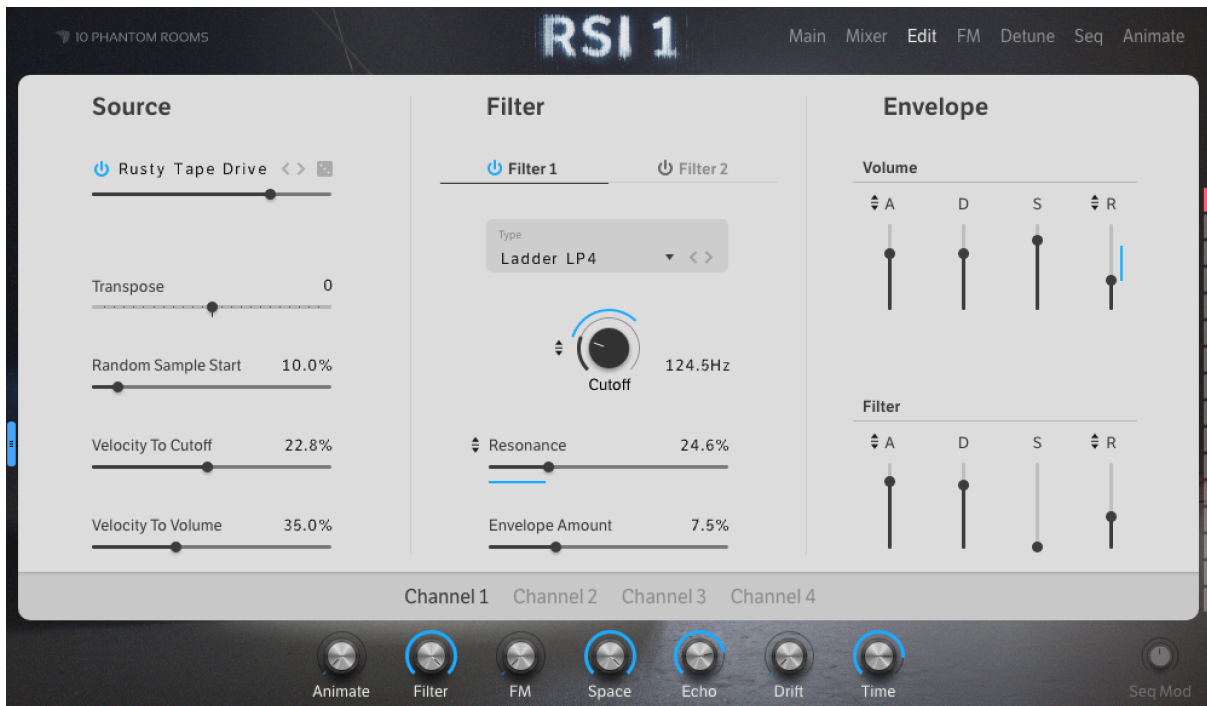 10 PHANTOM ROOMS
RSI 1
Main Mixer Edit FM Detune Seq Animate
Source
Rusty Tape Drive
Transpose 0
Random Sample Start 10.0%
Velocity To Cutoff 22.8%
Velocity To Volume 35.0%
Filter
Filter 1 Filter 2
Type
Ladder LP4
Cutoff
124.5Hz
Resonance 24.6%
Envelope Amount 7.5%
Envelope
Volume
A D S R
Filter
A D S R
Channel 1 Channel 2 Channel 3 Channel 4
Animate Filter FM Space Echo Drift Time Seq Mod